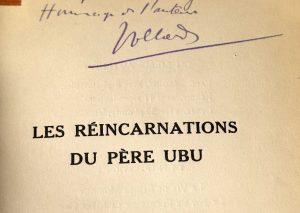 Hommage de l'auteur
Vollard
LES RÉINCARNATIONS
DU PÈRE UBU